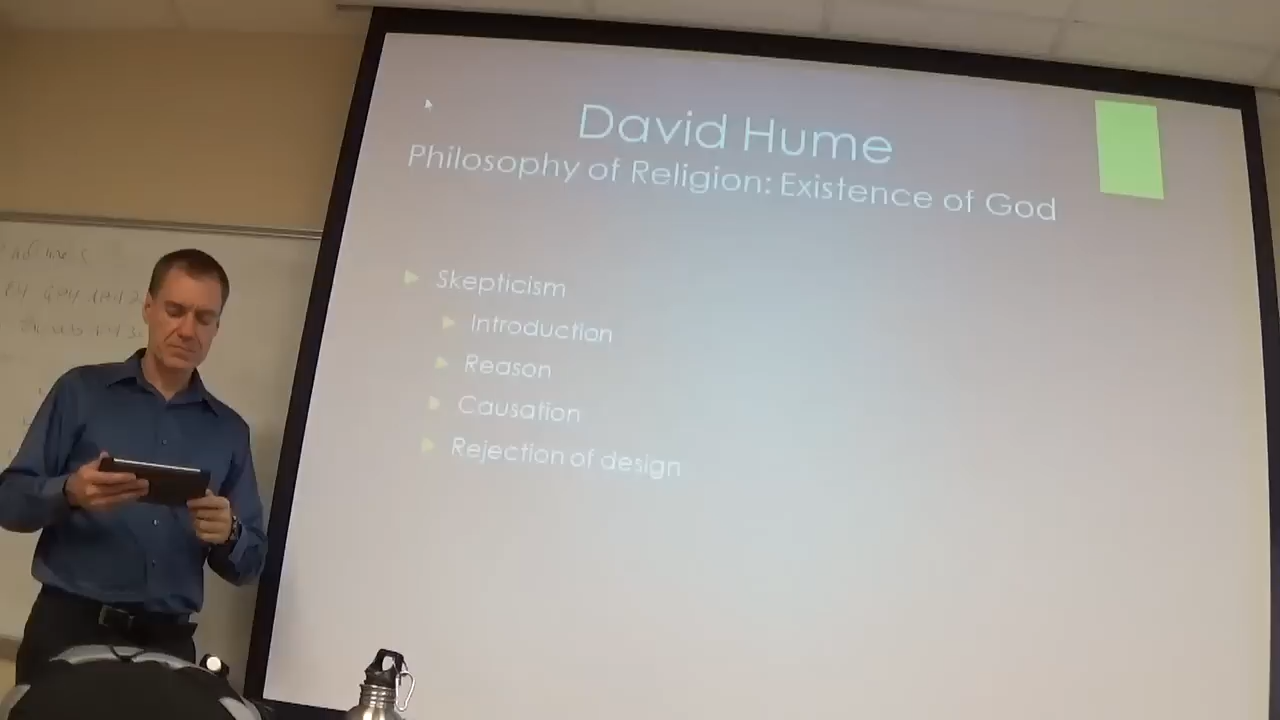 David Hume
Philosophy of Religion: Existence of God
Skepticism
Introduction
Reason
Causation
Rejection of design